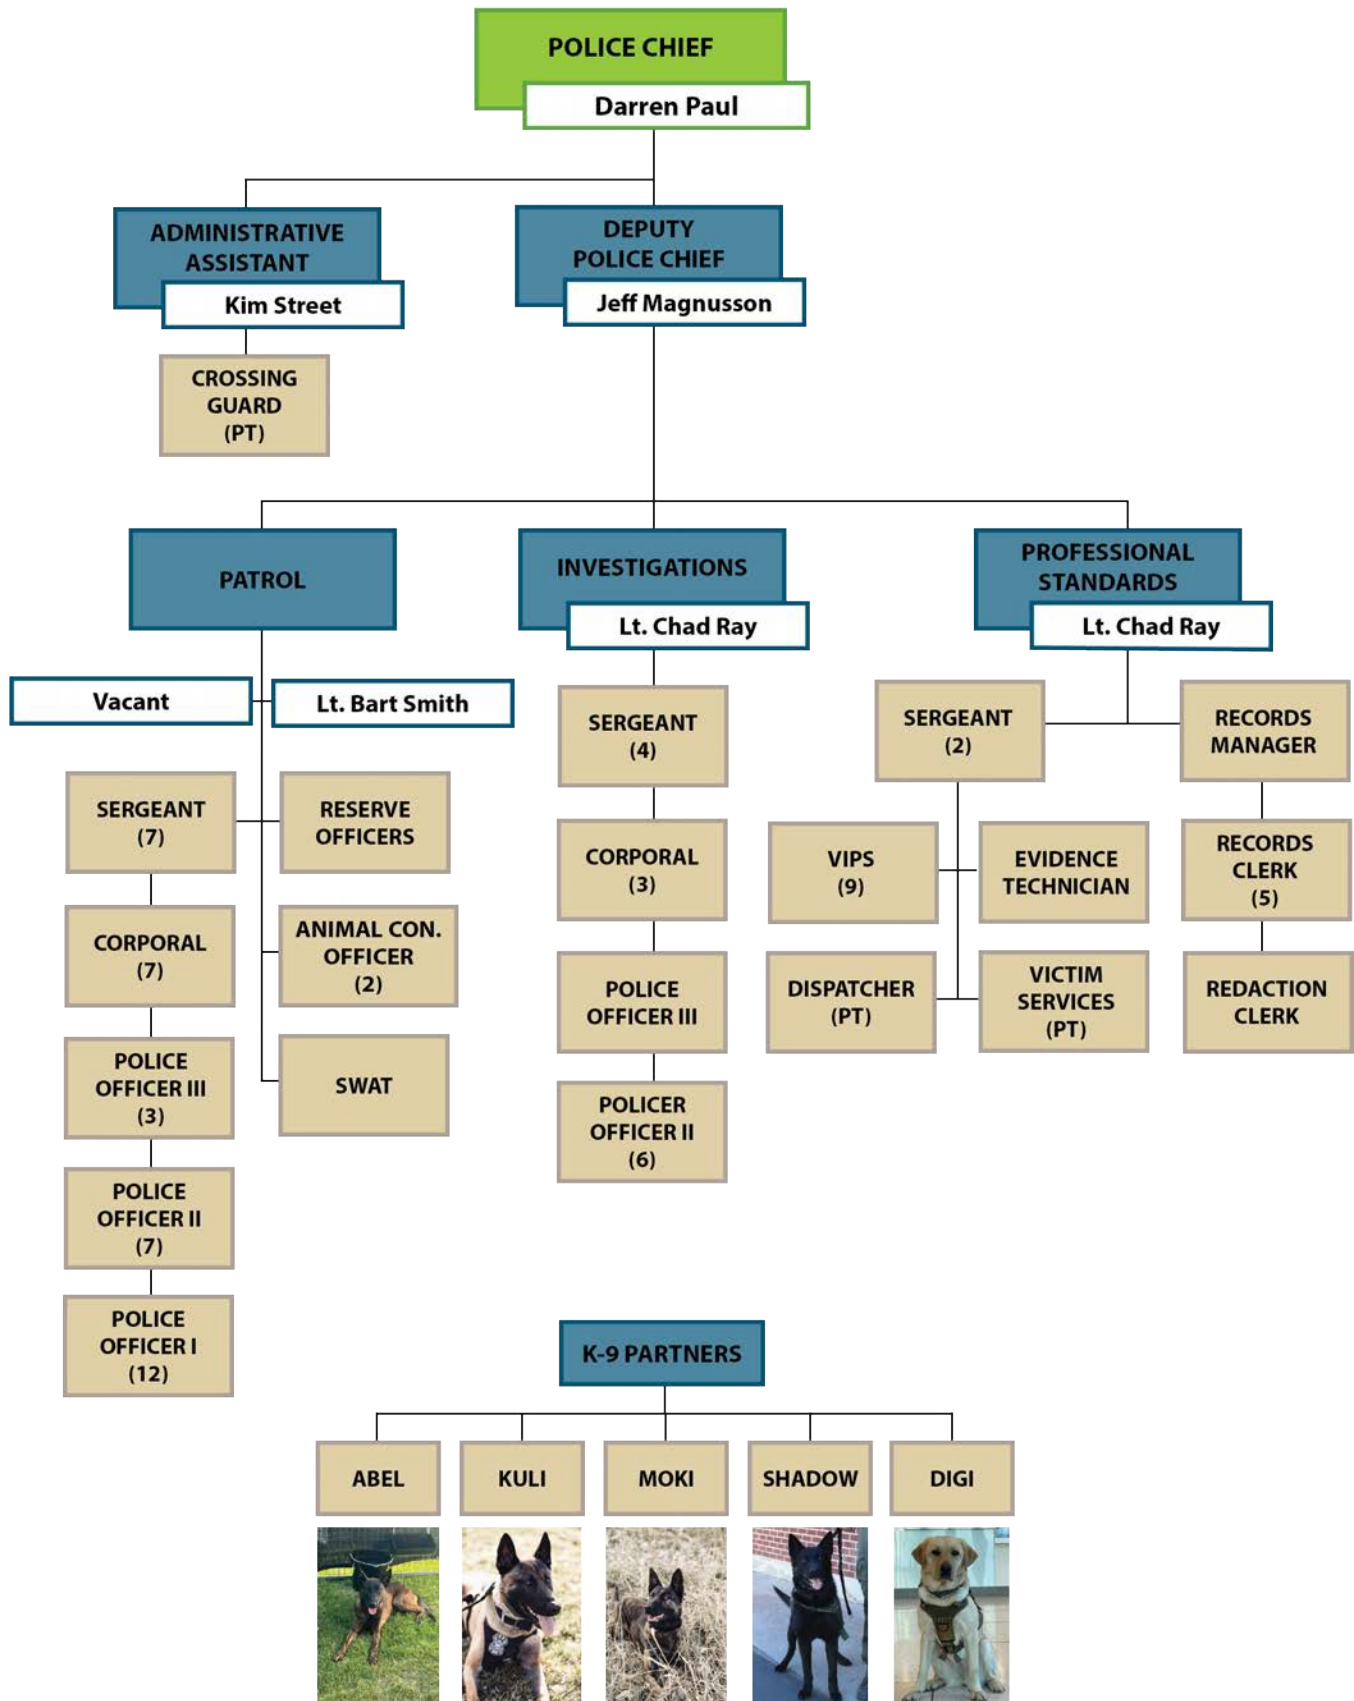 POLICE CHIEF
Darren Paul
ADMINISTRATIVE
ASSISTANT
Kim Street
DEPUTY
POLICE CHIEF
Jeff Magnusson
CROSSING
GUARD
(PT)
PATROL
Vacant
Lt. Bart Smith
SERGEANT
(7)
RESERVE
OFFICERS
CORPORAL
(7)
ANIMAL CON.
OFFICER
(2)
POLICE
OFFICER III
(3)
SWAT
POLICE
OFFICER II
(7)
POLICE
OFFICER I
(12)
INVESTIGATIONS
Lt. Chad Ray
SERGEANT
(4)
CORPORAL
(3)
POLICE
OFFICER III
POLICER
OFFICER II
(6)
PROFESSIONAL
STANDARDS
Lt. Chad Ray
SERGEANT
(2)
RECORDS
MANAGER
VIPS
(9)
EVIDENCE
TECHNICIAN
RECORDS
CLERK
(5)
DISPATCHER
(PT)
VICTIM
SERVICES
(PT)
REDACTION
CLERK
K-9 PARTNERS
ABEL
KULI
MOKI
SHADOW
DIGI